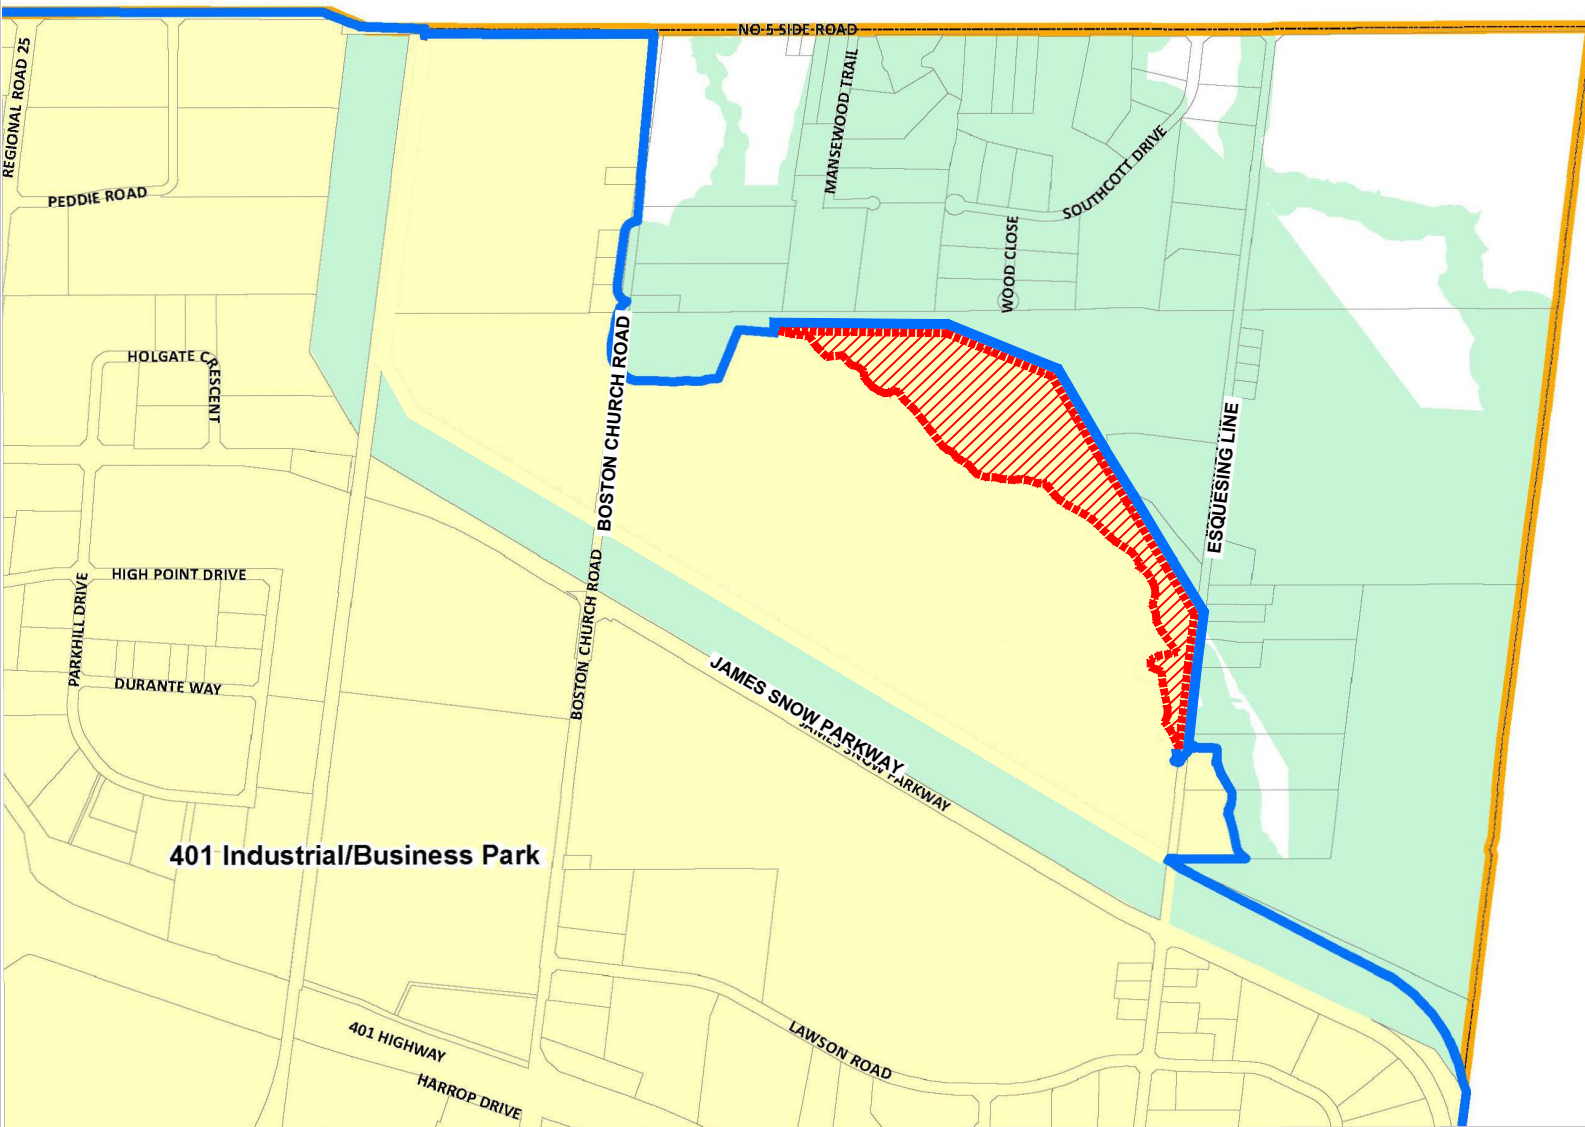 NO 5 SIDE ROAD
REGIONAL ROAD 25
MANSEWOOD TRAIL
SOUTHCOTT DRIVE
PEDDIE ROAD
WOOD CLOSE
HOLGATE CRESCENT
BOSTON CHURCH ROAD
ESQUESING LINE
HIGH POINT DRIVE
PARKHILL DRIVE
BOSTON CHURCH ROAD
DURANTE WAY
JAMES SNOW PARKWAY
JAMES SNOW PARKWAY
401 Industrial/Business Park
401 HIGHWAY
LAWSON ROAD
HARROP DRIVE